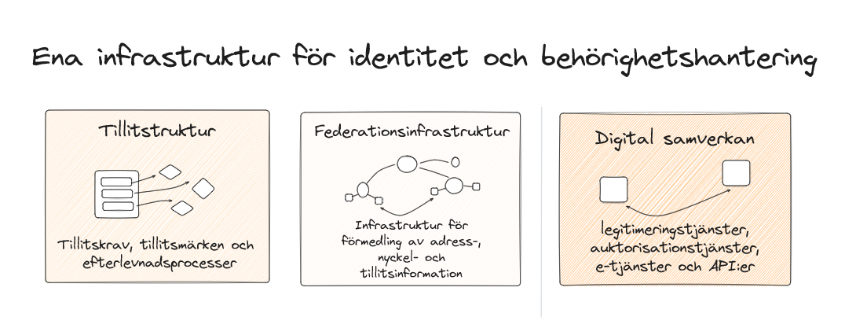 Ena infrastruktur för identitet och behörighetshantering
Tillitstruktur
Tillitskrav, tillitsmärken och
efterlevnadsprocesser
Federationsinfrastruktur
Infrastruktur för
förmedling av adress-,
nyckel- och
tillitsinformation
Digital samverkan
legitimeringstjänster,
auktorisationstjänster,
e-tjänster och API:er